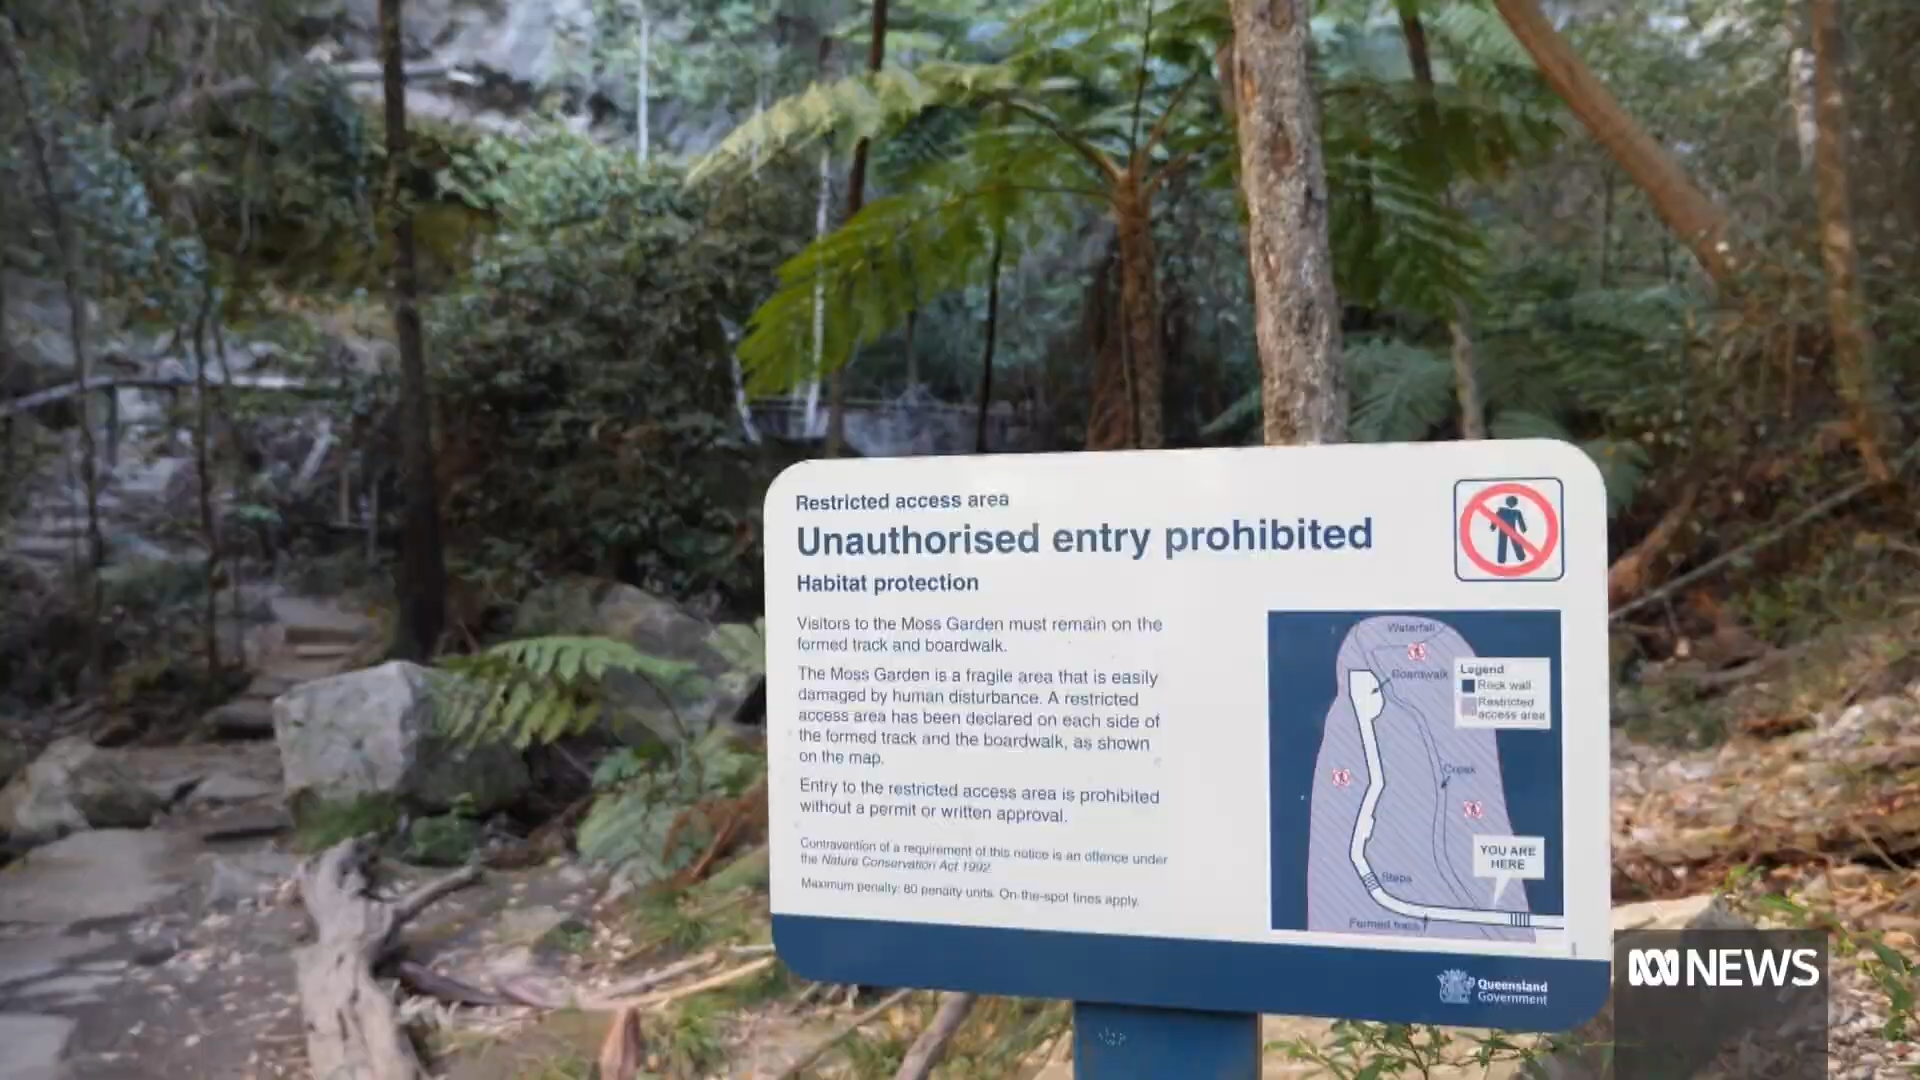 Restricted access area
Unauthorised entry prohibited
Habitat protection
Visitors to the Moss Garden must remain on the
formed track and boardwalk.
The Moss Garden is a fragile area that is easily
damaged by human disturbance. A restricted
access area has been declared on each side of
the formed track and the boardwalk, as shown
on the map.
Entry to the restricted access area is prohibited
without a permit or written approval.
Contravention of a requirement of this notice is an offence under
the Nature Conservation Act 1992.
Maximum penalty: 80 penalty units. On-the-spot fines apply.
Waterfall
Boardwalk
Legend
Rock wall
Restricted
access area
Creek
YOU ARE
HERE
Steps
Formed track
Queensland
Government
NEWS